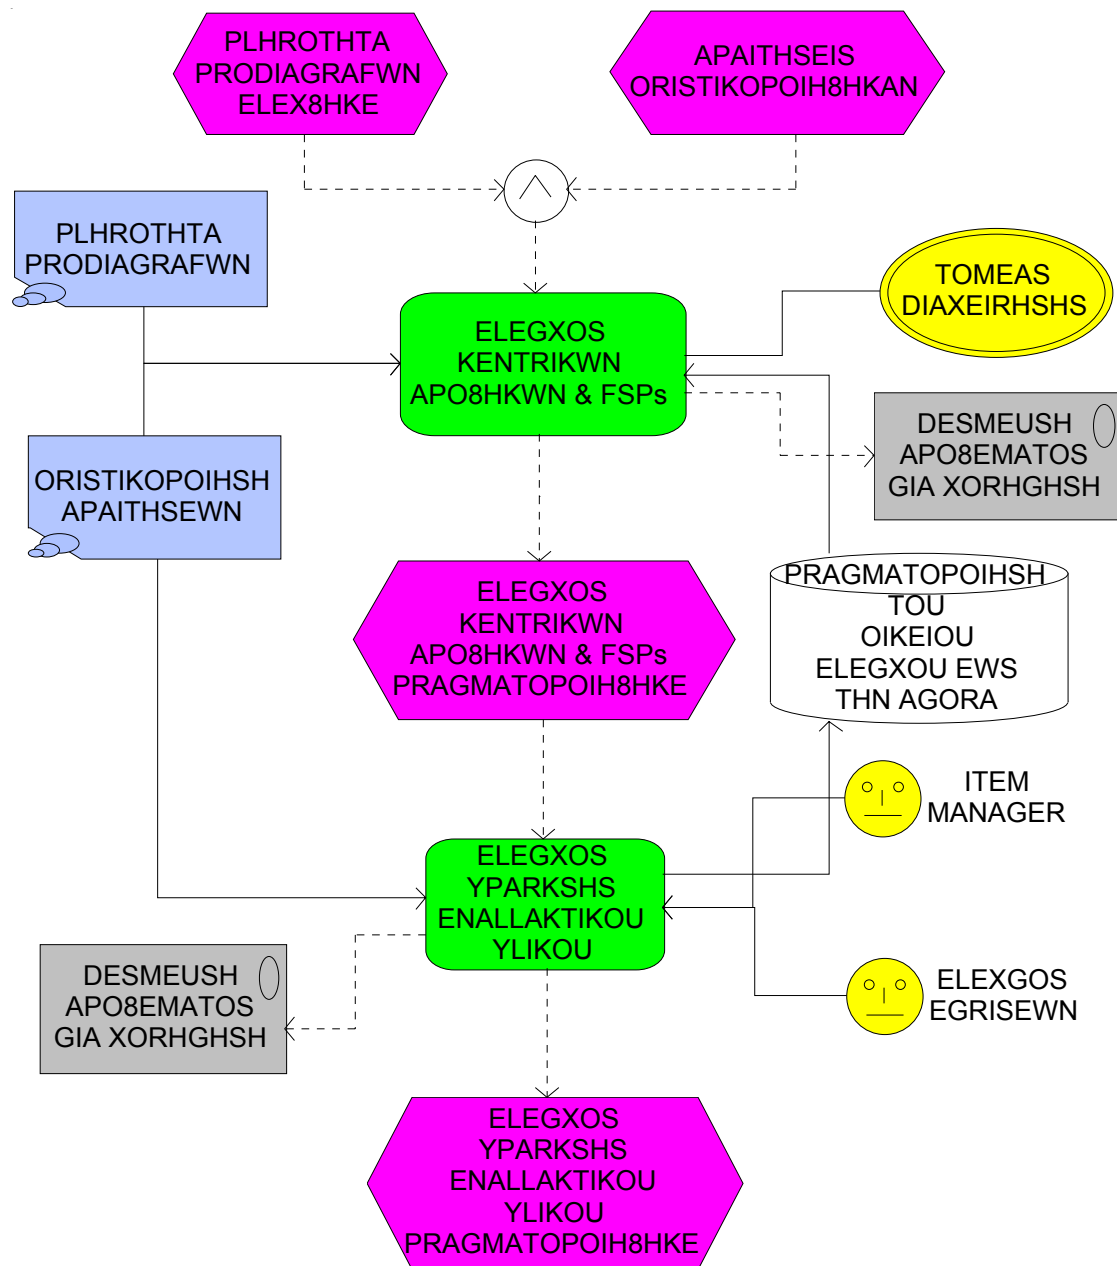 PLHROTHTA
PRODIAGRAFWN
ELEX8HKE
APAITHSEIS
ORISTIKOPOIH8HKAN
PLHROTHTA
PRODIAGRAFWN
TOMEAS
DIAXEIRHSHS
ELEGXOS
KENTRIKWN
APO8HKWN & FSPs
DESMEUSH
APO8EMATOS
GIA XORHGHSH
ORISTIKOPOIHSH
APAITHSEWN
ELEGXOS
KENTRIKWN
APO8HKWN & FSPs
PRAGMATOPOIH8HKE
PRAGMATOPOIHSH
TOU
OIKEIOU
ELEGXOU EWS
THN AGORA
ITEM
MANAGER
ELEGXOS
YPARKSHS
ENALLAKTIKOU
YLIKOU
DESMEUSH
APO8EMATOS
GIA XORHGHSH
ELEXGOS
EGRISEWN
ELEGXOS
YPARKSHS
ENALLAKTIKOU
YLIKOU
PRAGMATOPOIH8HKE